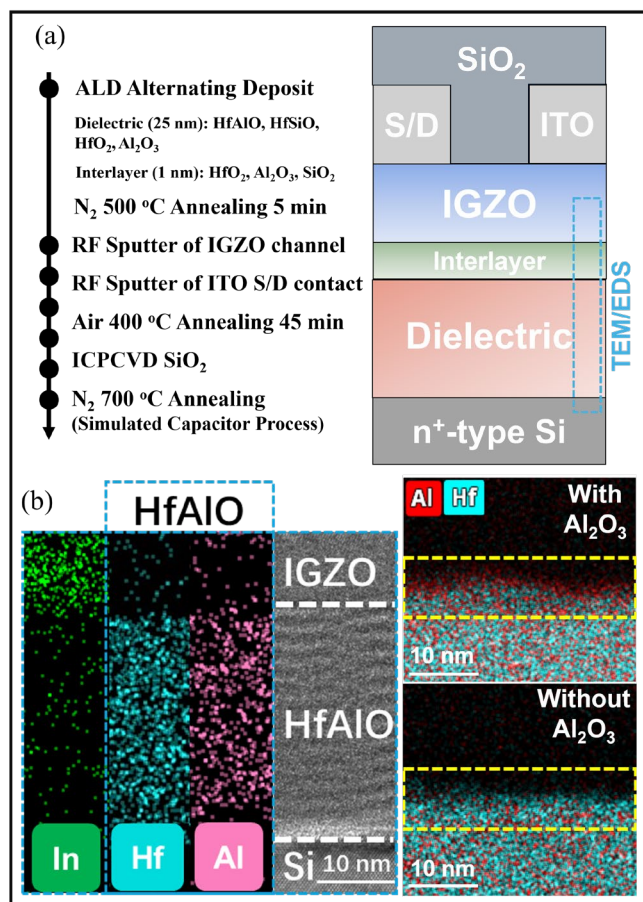 (a)
ALD Alternating Deposit
Dielectric (25 nm): HfAlO, HfSiO,
HfO₂, Al₂O₃
Interlayer (1 nm): HfO₂, Al₂O₃, SiO₂
N₂ 500 °C Annealing 5 min
RF Sputter of IGZO channel
RF Sputter of ITO S/D contact
Air 400 °C Annealing 45 min
ICPCVD SiO₂
N₂ 700 °C Annealing
(Simulated Capacitor Process)
SiO₂
S/D
ITO
IGZO
Interlayer
Dielectric
n⁺-type Si
TEM/EDS
(b)
HfAlO
In
Hf
Al
IGZO
HfAlO
Si
10 nm
Al
Hf
With
Al₂O₃
10 nm
Without
Al₂O₃
10 nm